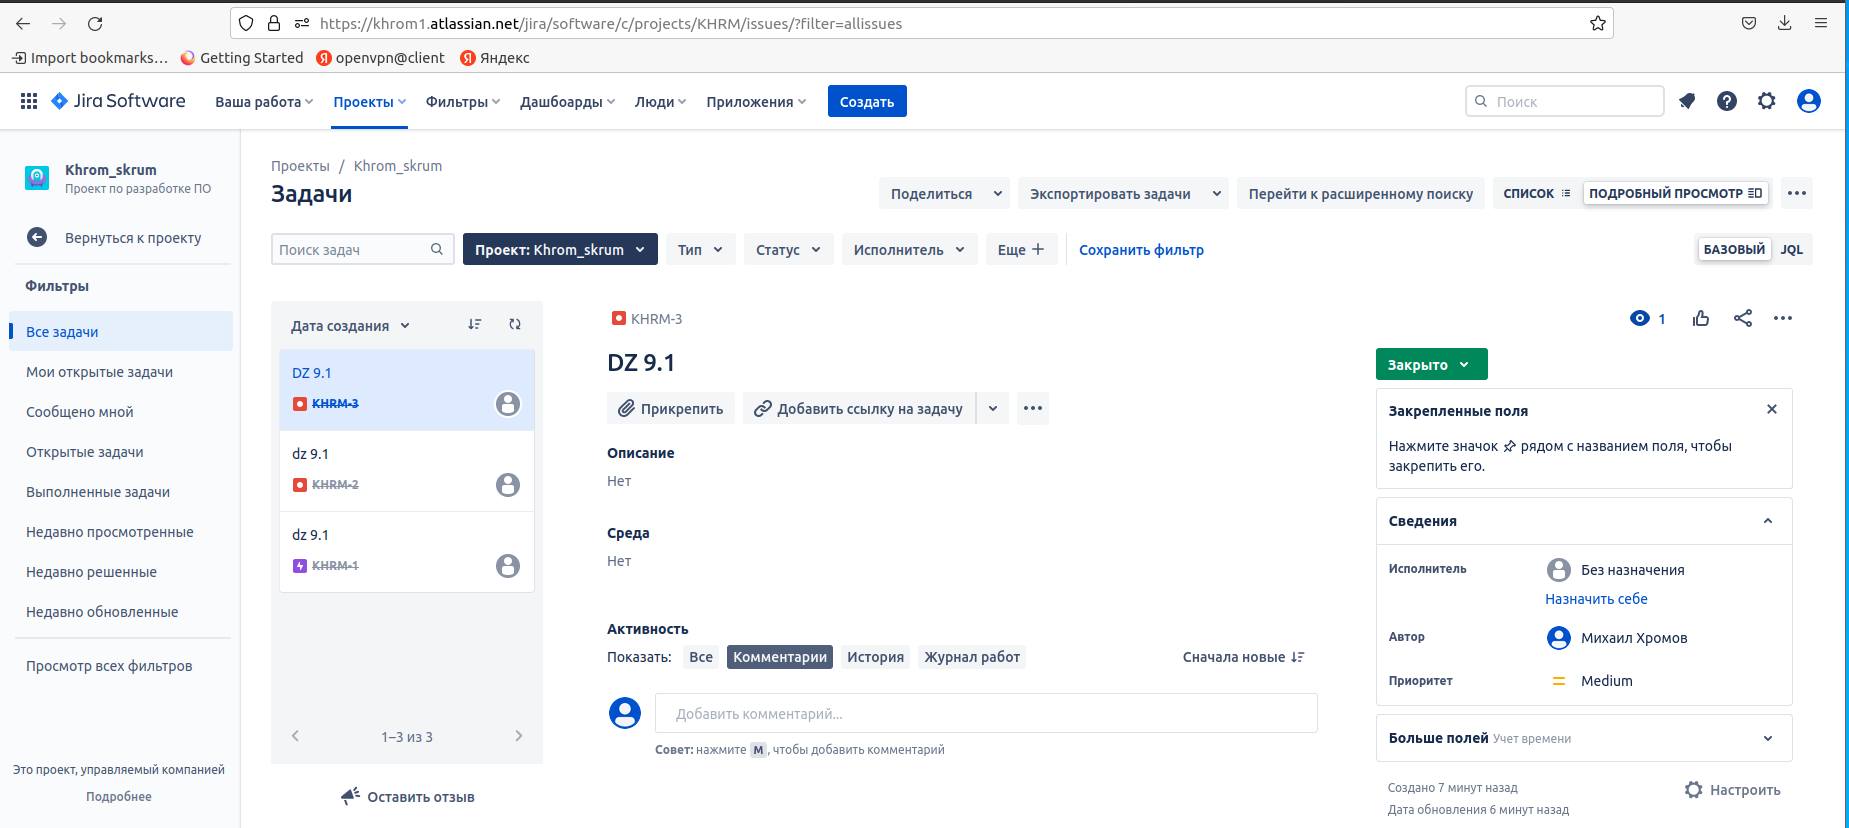 https://khrom1.atlassian.net/jira/software/c/projects/KHRM/issues/?filter=allissues
Import bookmarks… Getting Started openvpn@client Яндекс
Jira Software Ваша работа Проекты Фильтры Дашборды Люди Приложения Создать Поиск
Khrom_skrum
Проект по разработке ПО
Вернуться к проекту
Фильтры
Все задачи
Мои открытые задачи
Сообщено мной
Открытые задачи
Выполненные задачи
Недавно просмотренные
Недавно решенные
Недавно обновленные
Просмотр всех фильтров
Это проект, управляемый компанией
Подробнее
Проекты / Khrom_skrum
Задачи
Поделиться Экспортировать задачи Перейти к расширенному поиску СПИСОК ПОДРОБНЫЙ ПРОСМОТР
Поиск задач Проект: Khrom_skrum Тип Статус Исполнитель Еще Сохранить фильтр БАЗОВЫЙ JQL
Дата создания
DZ 9.1
KHRM-3
dz 9.1
KHRM-2
dz 9.1
KHRM-1
1–3 из 3
Оставить отзыв
KHRM-3
DZ 9.1
Прикрепить Добавить ссылку на задачу
Описание
Нет
Среда
Нет
Активность
Показать: Все Комментарии История Журнал работ Сначала новые
Добавить комментарий...
Совет: нажмите M , чтобы добавить комментарий
1
Закрыто
Закрепленные поля
Нажмите значок рядом с названием поля, чтобы
закрепить его.
Сведения
Исполнитель Без назначения
Назначить себе
Автор Михаил Хромов
Приоритет Medium
Больше полей Учет времени
Создано 7 минут назад
Дата обновления 6 минут назад
Настроить